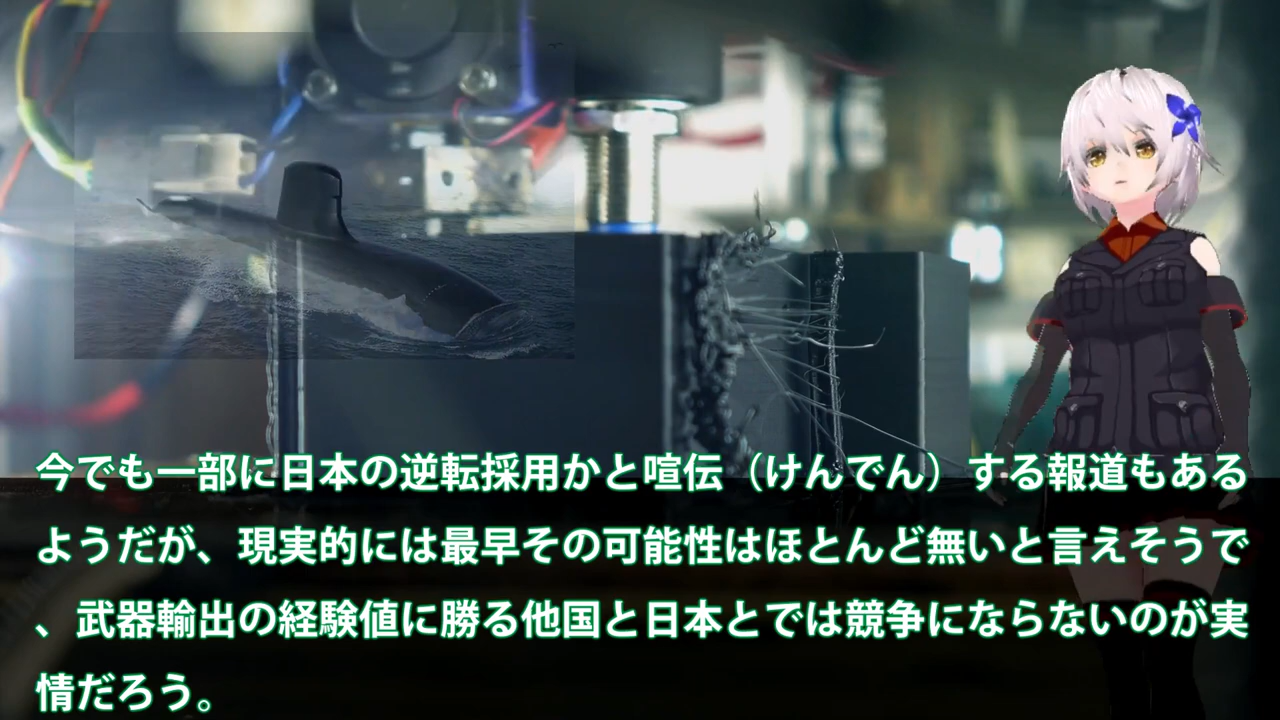 今でも一部に日本の逆転採用かと喧伝（けんでん）する報道もある
ようだが、現実的には最早その可能性はほとんど無いと言えそうで
、武器輸出の経験値に勝る他国と日本とでは競争にならないのが実
情だろう。